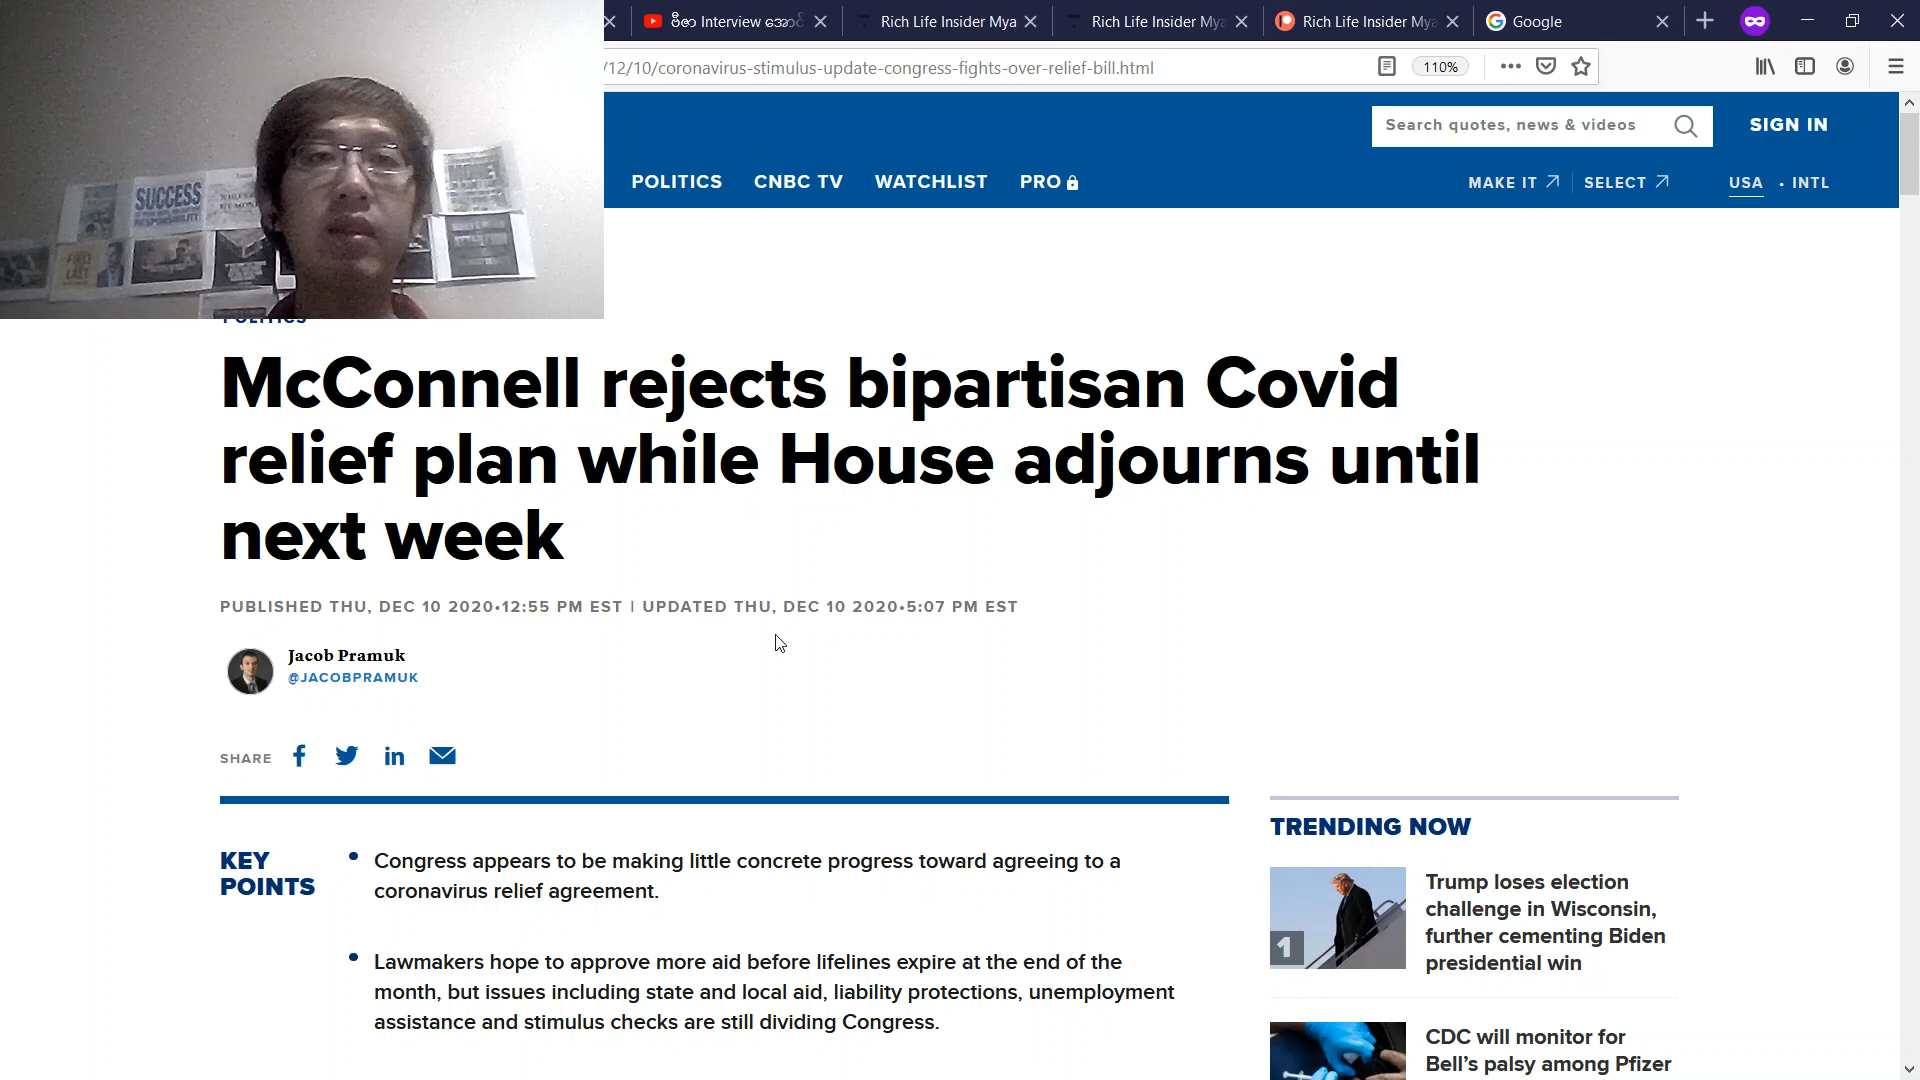 ဗီဇာ Interview အောင်
Rich Life Insider Mya
Rich Life Insider Mya
Rich Life Insider Mya
Google
/12/10/coronavirus-stimulus-update-congress-fights-over-relief-bill.html
110%
Search quotes, news & videos
SIGN IN
POLITICS
CNBC TV
WATCHLIST
PRO
MAKE IT
SELECT
USA
• INTL
SUCCESS
RESPONSIBILITY
POLITICS
McConnell rejects bipartisan Covid
relief plan while House adjourns until
next week
PUBLISHED THU, DEC 10 2020•12:55 PM EST | UPDATED THU, DEC 10 2020•5:07 PM EST
Jacob Pramuk
@JACOBPRAMUK
SHARE
KEY
POINTS
• Congress appears to be making little concrete progress toward agreeing to a
coronavirus relief agreement.
• Lawmakers hope to approve more aid before lifelines expire at the end of the
month, but issues including state and local aid, liability protections, unemployment
assistance and stimulus checks are still dividing Congress.
TRENDING NOW
1
Trump loses election
challenge in Wisconsin,
further cementing Biden
presidential win
CDC will monitor for
Bell's palsy among Pfizer